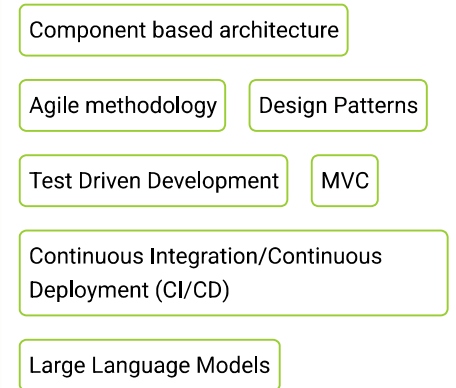 Component based architecture
Agile methodology
Design Patterns
Test Driven Development
MVC
Continuous Integration/Continuous
Deployment (CI/CD)
Large Language Models